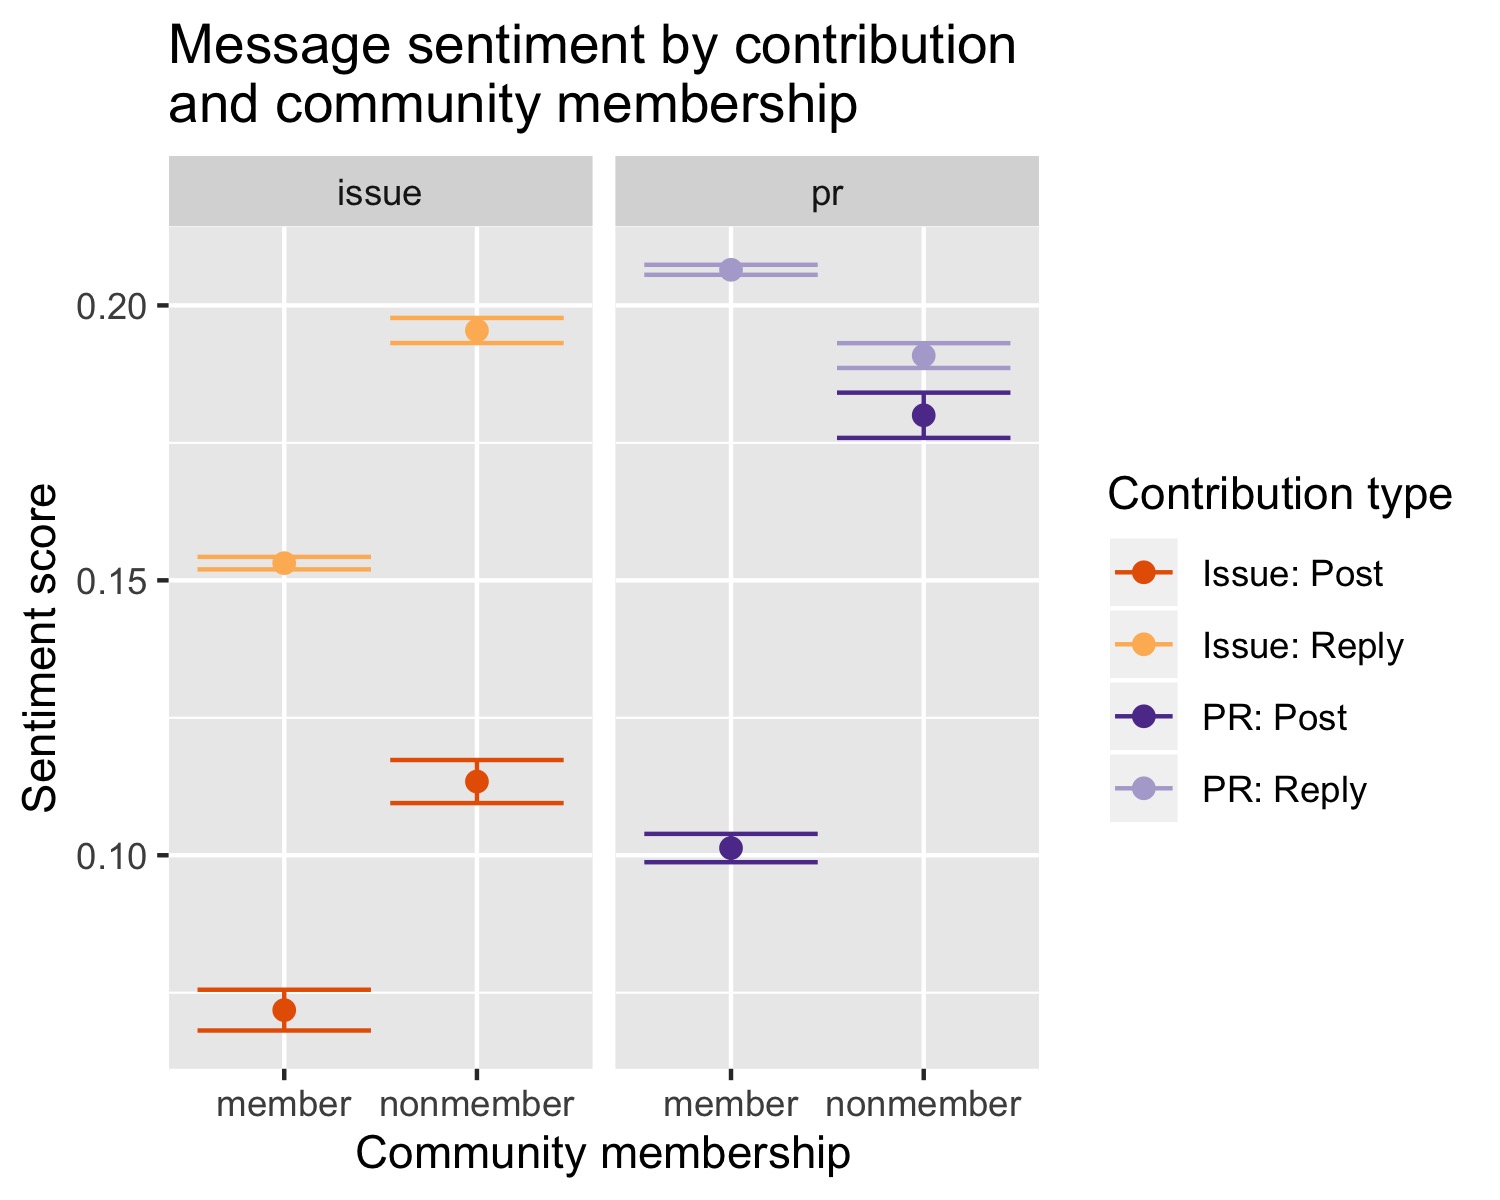 Message sentiment by contribution
and community membership
issue
pr
0.20
0.15
0.10
Sentiment score
member
nonmember
member
nonmember
Community membership
Contribution type
Issue: Post
Issue: Reply
PR: Post
PR: Reply